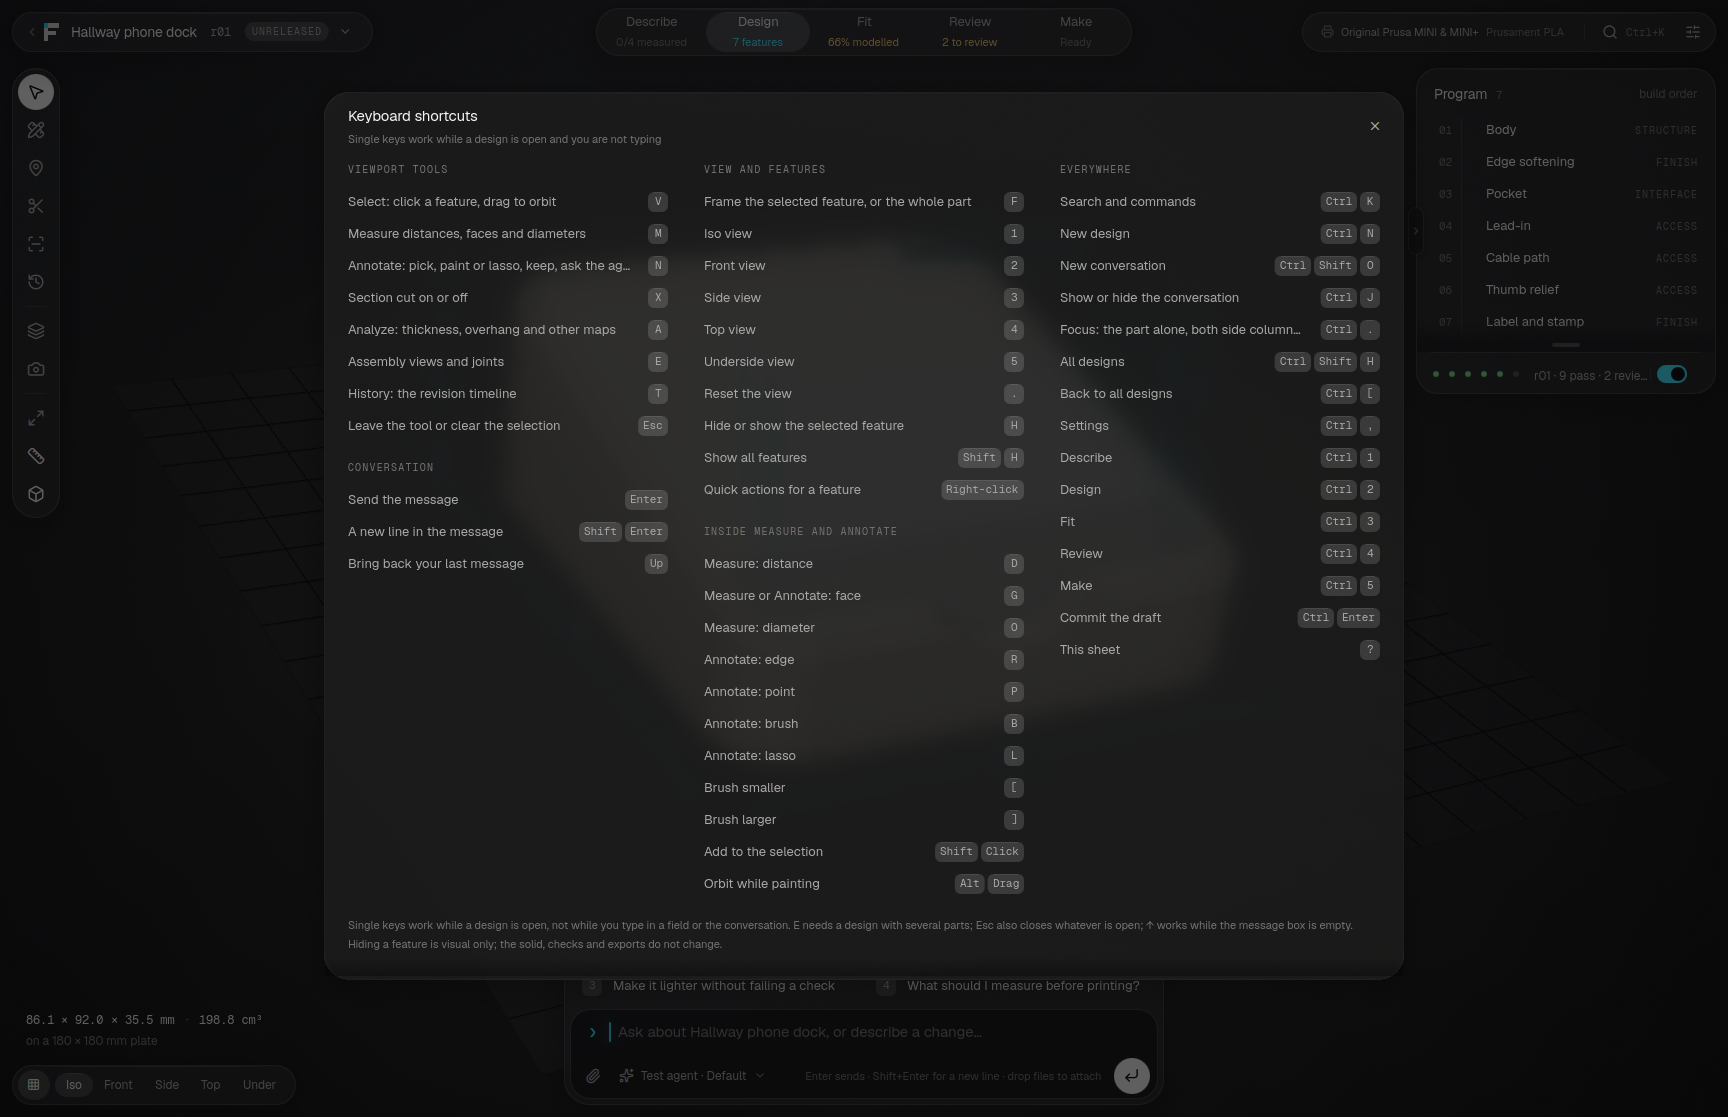 Hallway phone dock r01 UNRELEASED
Describe
0/4 measured
Design
7 features
Fit
66% modelled
Review
2 to review
Make
Ready
Original Prusa MINI & MINI+ Prusament PLA
Ctrl+K
Program 7 build order
01 Body STRUCTURE
02 Edge softening FINISH
03 Pocket INTERFACE
04 Lead-in ACCESS
05 Cable path ACCESS
06 Thumb relief ACCESS
07 Label and stamp FINISH
r01 · 9 pass · 2 revie...
Keyboard shortcuts
Single keys work while a design is open and you are not typing
VIEWPORT TOOLS
Select: click a feature, drag to orbit V
Measure distances, faces and diameters M
Annotate: pick, paint or lasso, keep, ask the ag... N
Section cut on or off X
Analyze: thickness, overhang and other maps A
Assembly views and joints E
History: the revision timeline T
Leave the tool or clear the selection Esc
CONVERSATION
Send the message Enter
A new line in the message Shift Enter
Bring back your last message Up
VIEW AND FEATURES
Frame the selected feature, or the whole part F
Iso view 1
Front view 2
Side view 3
Top view 4
Underside view 5
Reset the view .
Hide or show the selected feature H
Show all features Shift H
Quick actions for a feature Right-click
INSIDE MEASURE AND ANNOTATE
Measure: distance D
Measure or Annotate: face G
Measure: diameter O
Annotate: edge R
Annotate: point P
Annotate: brush B
Annotate: lasso L
Brush smaller [
Brush larger ]
Add to the selection Shift Click
Orbit while painting Alt Drag
EVERYWHERE
Search and commands Ctrl K
New design Ctrl N
New conversation Ctrl Shift O
Show or hide the conversation Ctrl J
Focus: the part alone, both side column... Ctrl .
All designs Ctrl Shift H
Back to all designs Ctrl [
Settings Ctrl ,
Describe Ctrl 1
Design Ctrl 2
Fit Ctrl 3
Review Ctrl 4
Make Ctrl 5
Commit the draft Ctrl Enter
This sheet ?
Single keys work while a design is open, not while you type in a field or the conversation. E needs a design with several parts; Esc also closes whatever is open; ↑ works while the message box is empty.
Hiding a feature is visual only; the solid, checks and exports do not change.
3 Make it lighter without failing a check
4 What should I measure before printing?
Ask about Hallway phone dock, or describe a change...
Test agent · Default
Enter sends · Shift+Enter for a new line · drop files to attach
86.1 × 92.0 × 35.5 mm · 198.8 cm³
on a 180 × 180 mm plate
Iso Front Side Top Under